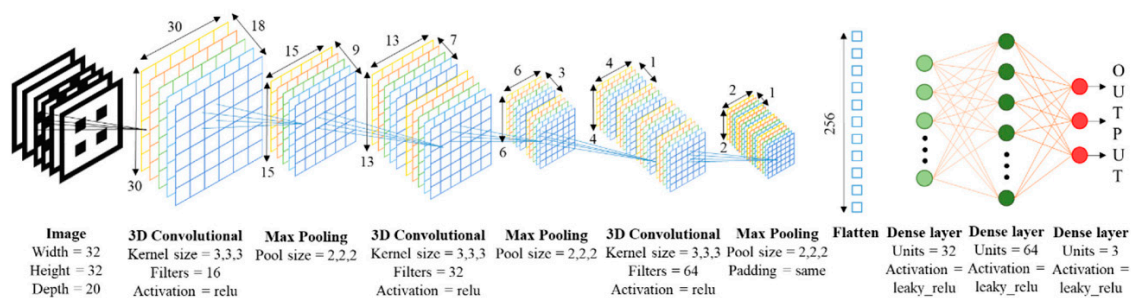 30
18
30
15
9
15
13
7
13
6
3
6
4
1
4
2
1
2
256
O
U
T
P
U
T
Image
Width = 32
Height = 32
Depth = 20
3D Convolutional
Kernel size = 3,3,3
Filters = 16
Activation = relu
Max Pooling
Pool size = 2,2,2
3D Convolutional
Kernel size = 3,3,3
Filters = 32
Activation = relu
Max Pooling
Pool size = 2,2,2
3D Convolutional
Kernel size = 3,3,3
Filters = 64
Activation = relu
Max Pooling
Pool size = 2,2,2
Padding = same
Flatten
Dense layer
Units = 32
Activation =
leaky_relu
Dense layer
Units = 64
Activation =
leaky_relu
Dense layer
Units = 3
Activation =
leaky_relu